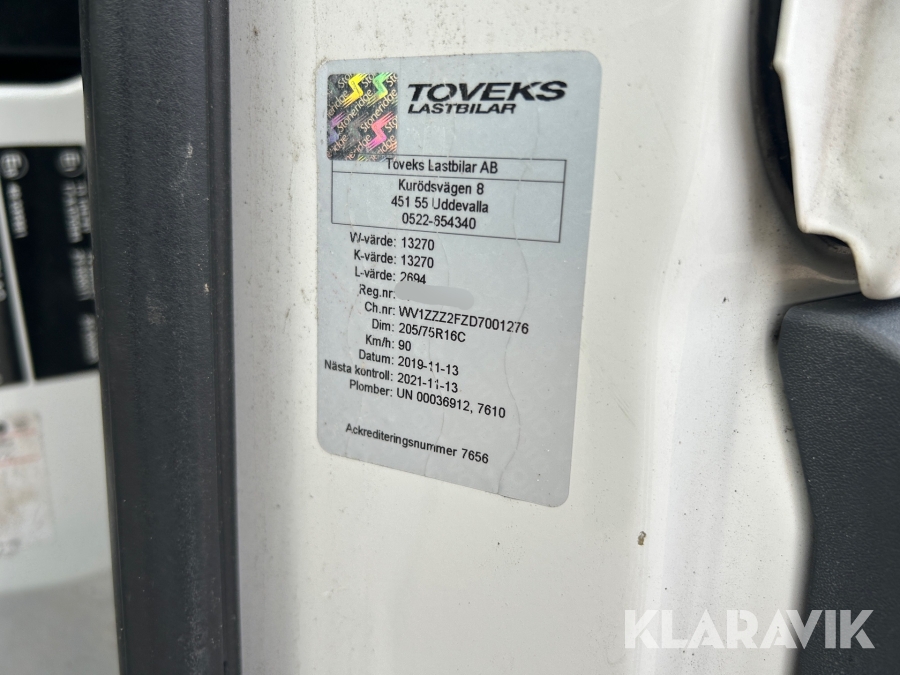 Stoneridge
TOVEKS
LASTBILAR
Toveks Lastbilar AB
Kurödsvägen 8
451 55 Uddevalla
0522-654340
W-värde: 13270
K-värde: 13270
L-värde: 2694
Reg.nr:
Ch.nr: WV1ZZZ2FZD7001276
Dim: 205/75R16C
Km/h: 90
Datum: 2019-11-13
Nästa kontroll: 2021-11-13
Plomber: UN 00036912, 7610
Ackrediteringsnummer 7656
KLARAVIK